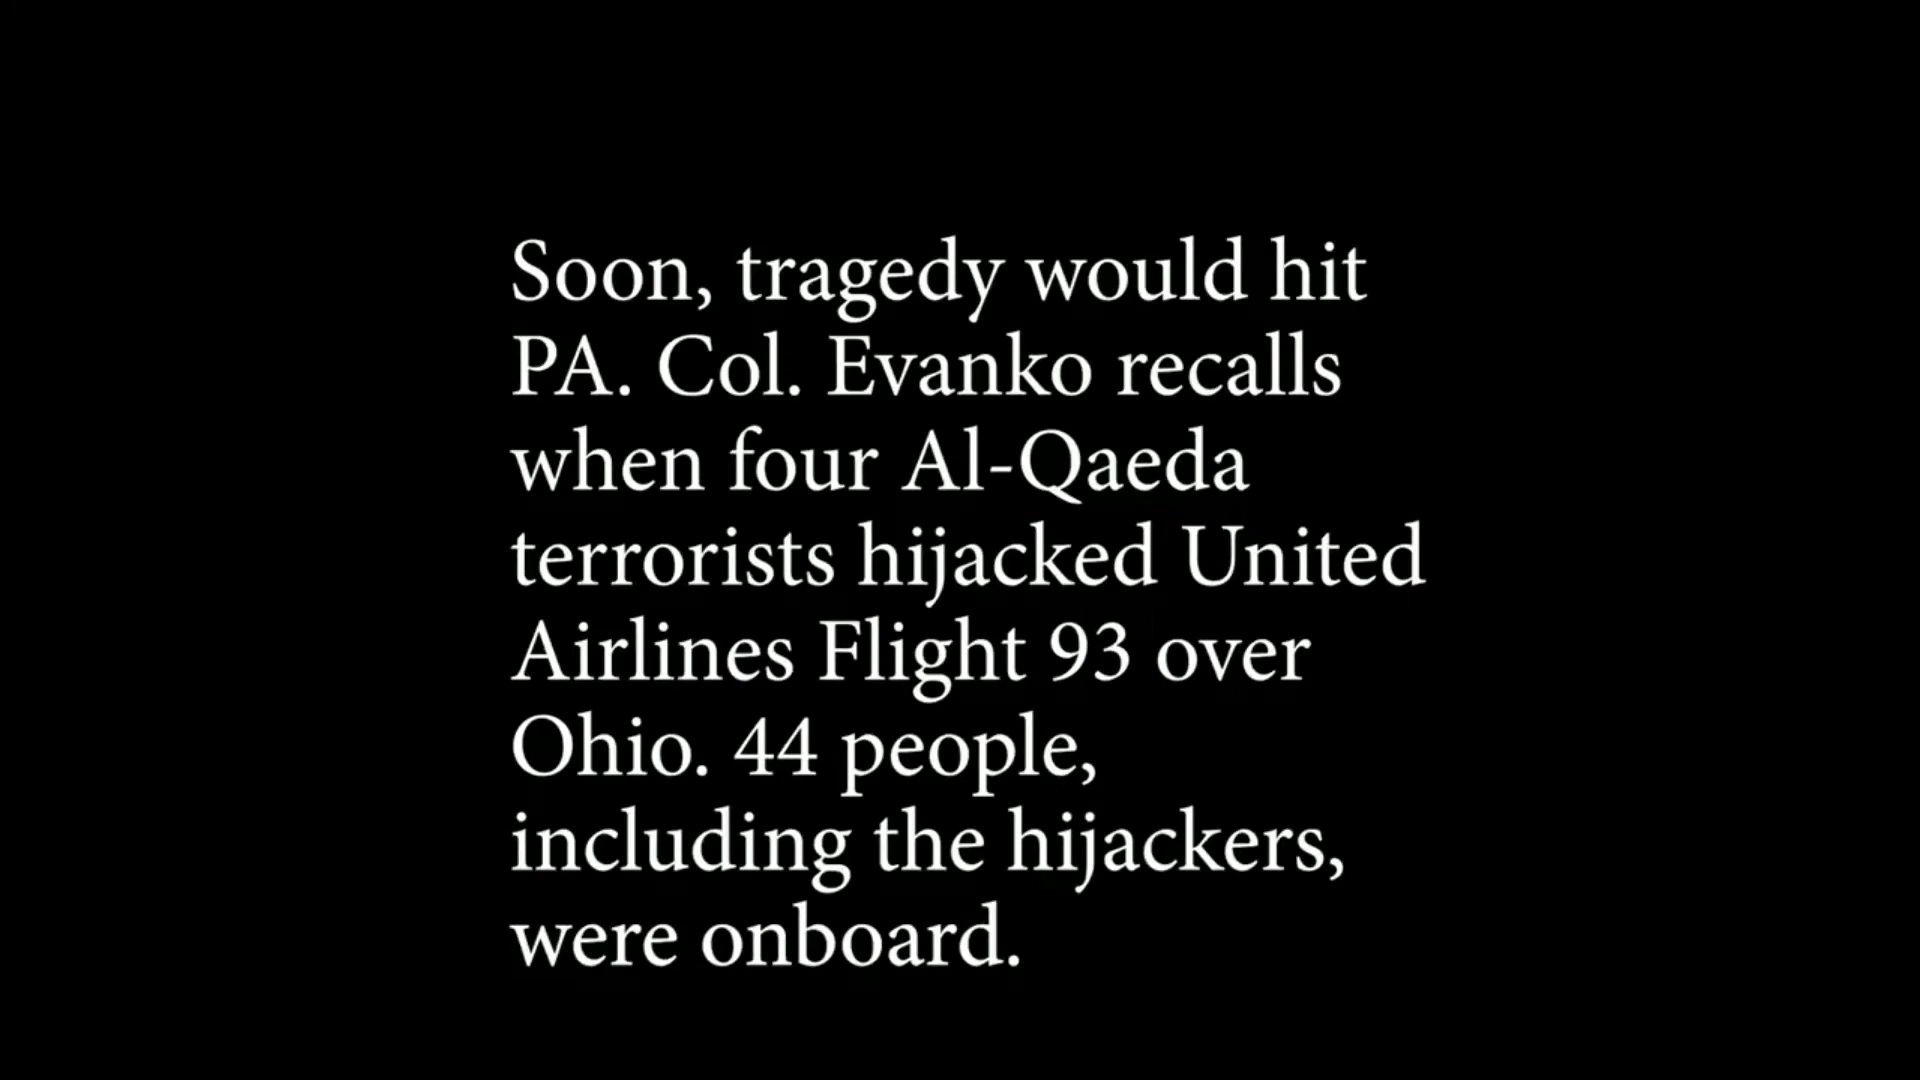 Soon, tragedy would hit
PA. Col. Evanko recalls
when four Al-Qaeda
terrorists hijacked United
Airlines Flight 93 over
Ohio. 44 people,
including the hijackers,
were onboard.